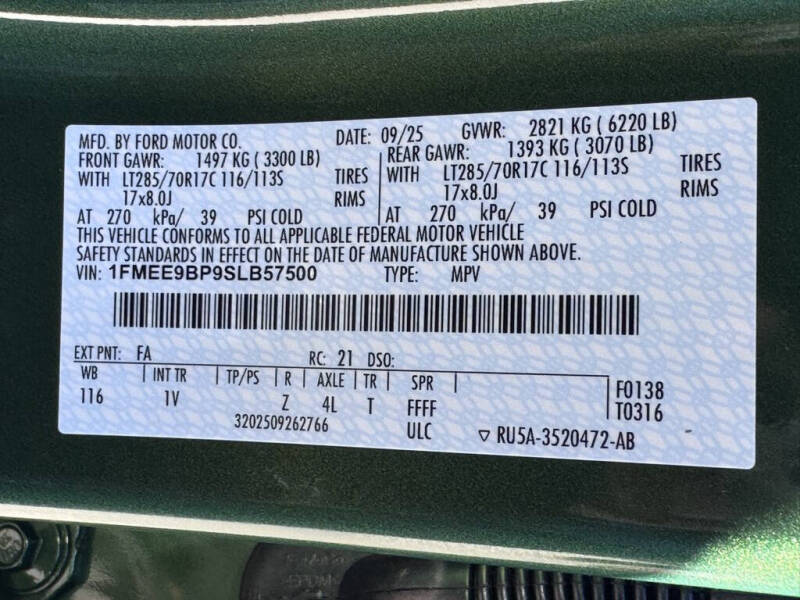 MFD. BY FORD MOTOR CO. DATE: 09/25 GVWR: 2821 KG ( 6220 LB)
FRONT GAWR: 1497 KG ( 3300 LB) REAR GAWR: 1393 KG ( 3070 LB)
WITH LT285/70R17C 116/113S TIRES WITH LT285/70R17C 116/113S TIRES
17x8.0J RIMS 17x8.0J RIMS
AT 270 kPa/ 39 PSI COLD AT 270 kPa/ 39 PSI COLD
THIS VEHICLE CONFORMS TO ALL APPLICABLE FEDERAL MOTOR VEHICLE
SAFETY STANDARDS IN EFFECT ON THE DATE OF MANUFACTURE SHOWN ABOVE.
VIN: 1FMEE9BP9SLB57500 TYPE: MPV
EXT PNT: FA RC: 21 DSO:
WB INT TR TP/PS R AXLE TR SPR F0138
116 1V Z 4L T FFFF T0316
3202509262766 ULC ▽ RU5A-3520472-AB